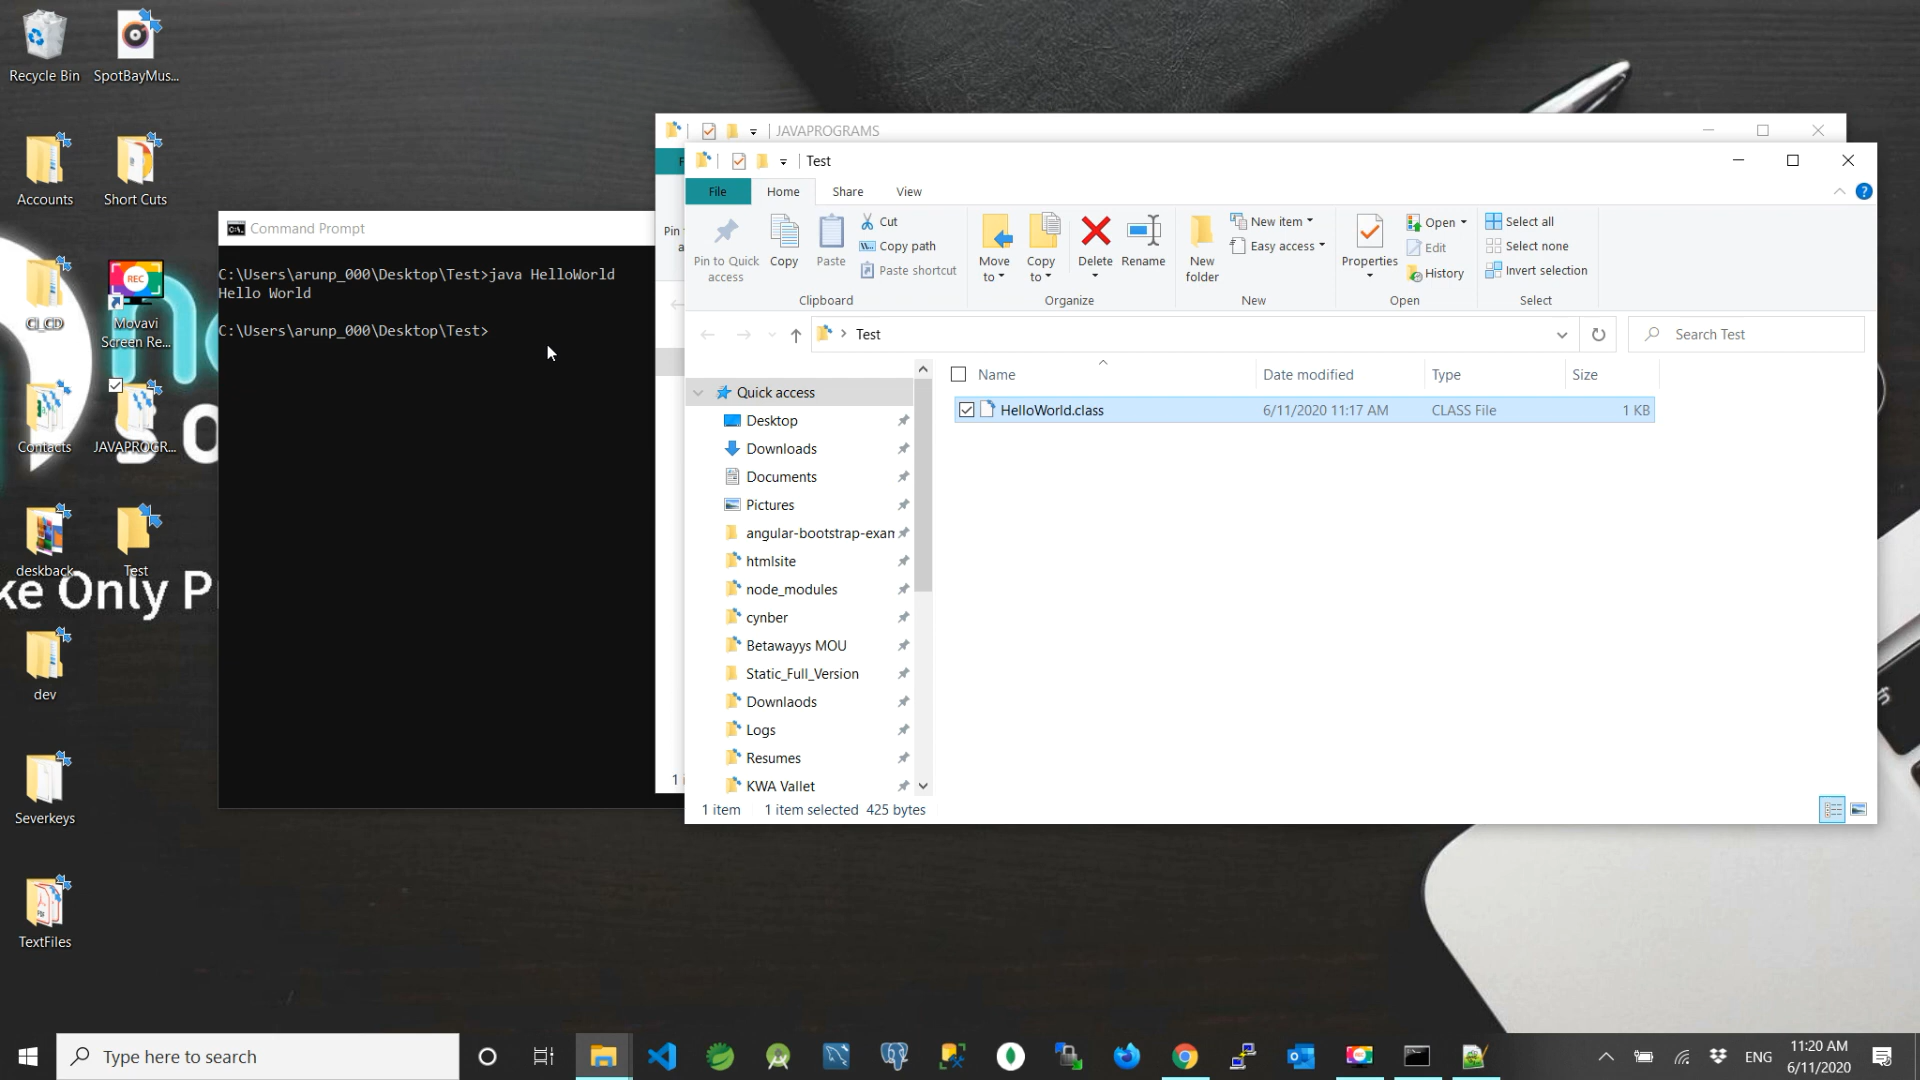 Recycle Bin
SpotBayMus...
Accounts
Short Cuts
CI_CD
REC
Movavi
Screen Re...
Contacts
JAVAPROGR...
deskback
Test
ke Only P
dev
Severkeys
TextFiles
Command Prompt
C:\Users\arunp_000\Desktop\Test>java HelloWorld
Hello World
C:\Users\arunp_000\Desktop\Test>
JAVAPROGRAMS
Test
File
Home
Share
View
Pin to Quick
access
Copy
Paste
Cut
Copy path
Paste shortcut
Clipboard
Move
to
Copy
to
Delete
Rename
Organize
New
folder
New item
Easy access
New
Properties
Open
Edit
History
Open
Select all
Select none
Invert selection
Select
Test
Search Test
Name
Date modified
Type
Size
HelloWorld.class
6/11/2020 11:17 AM
CLASS File
1 KB
Quick access
Desktop
Downloads
Documents
Pictures
angular-bootstrap-exam
htmlsite
node_modules
cynber
Betawayys MOU
Static_Full_Version
Downlaods
Logs
Resumes
KWA Vallet
1 item
1 item selected 425 bytes
Type here to search
ENG
11:20 AM
6/11/2020